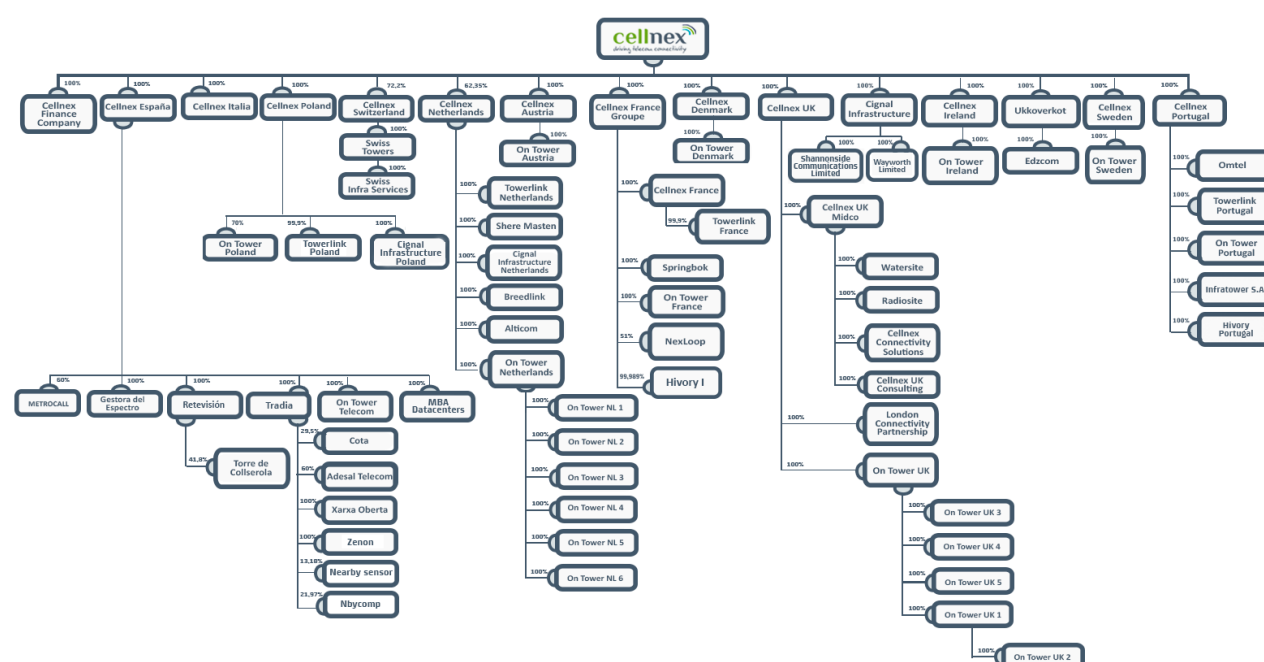 cellnex
driving telecom connectivity
100%
100%
100%
100%
72,2%
62,35%
100%
100%
100%
100%
100%
100%
100%
100%
100%
Cellnex
Finance
Company
Cellnex España
Cellnex Italia
Cellnex Poland
Cellnex
Switzerland
Cellnex
Netherlands
Cellnex
Austria
Cellnex France
Groupe
Cellnex
Denmark
Cellnex UK
Cignal
Infrastructure
Cellnex
Ireland
Ukkoverkot
Cellnex
Sweden
Cellnex
Portugal
100%
Swiss
Towers
100%
Swiss
Infra Services
100%
On Tower
Austria
100%
On Tower
Denmark
100%
Shannonside
Communications
Limited
100%
Wayworth
Limited
100%
On Tower
Ireland
100%
Edzcom
100%
On Tower
Sweden
70%
On Tower
Poland
99,9%
Towerlink
Poland
100%
Cignal
Infrastructure
Poland
100%
Towerlink
Netherlands
100%
Shere Masten
100%
Cignal
Infrastructure
Netherlands
100%
Breedlink
100%
Alticom
100%
On Tower
Netherlands
100%
On Tower NL 1
100%
On Tower NL 2
100%
On Tower NL 3
100%
On Tower NL 4
100%
On Tower NL 5
100%
On Tower NL 6
100%
Cellnex France
99,9%
Towerlink
France
100%
Springbok
100%
On Tower
France
51%
NexLoop
99,989%
Hivory I
100%
Cellnex UK
Midco
100%
Watersite
100%
Radiosite
100%
Cellnex
Connectivity
Solutions
100%
Cellnex UK
Consulting
100%
London
Connectivity
Partnership
100%
On Tower UK
100%
On Tower UK 3
100%
On Tower UK 4
100%
On Tower UK 5
100%
On Tower UK 1
100%
On Tower UK 2
100%
Omtel
100%
Towerlink
Portugal
100%
On Tower
Portugal
100%
Infratower S.A
100%
Hivory
Portugal
60%
METROCALL
100%
Gestora del
Espectro
100%
Retevisión
100%
Tradia
100%
On Tower
Telecom
100%
MBA
Datacenters
41,8%
Torre de
Collserola
29,5%
Cota
60%
Adesal Telecom
100%
Xarxa Oberta
100%
Zenon
13,18%
Nearby sensor
21,97%
Nbycomp